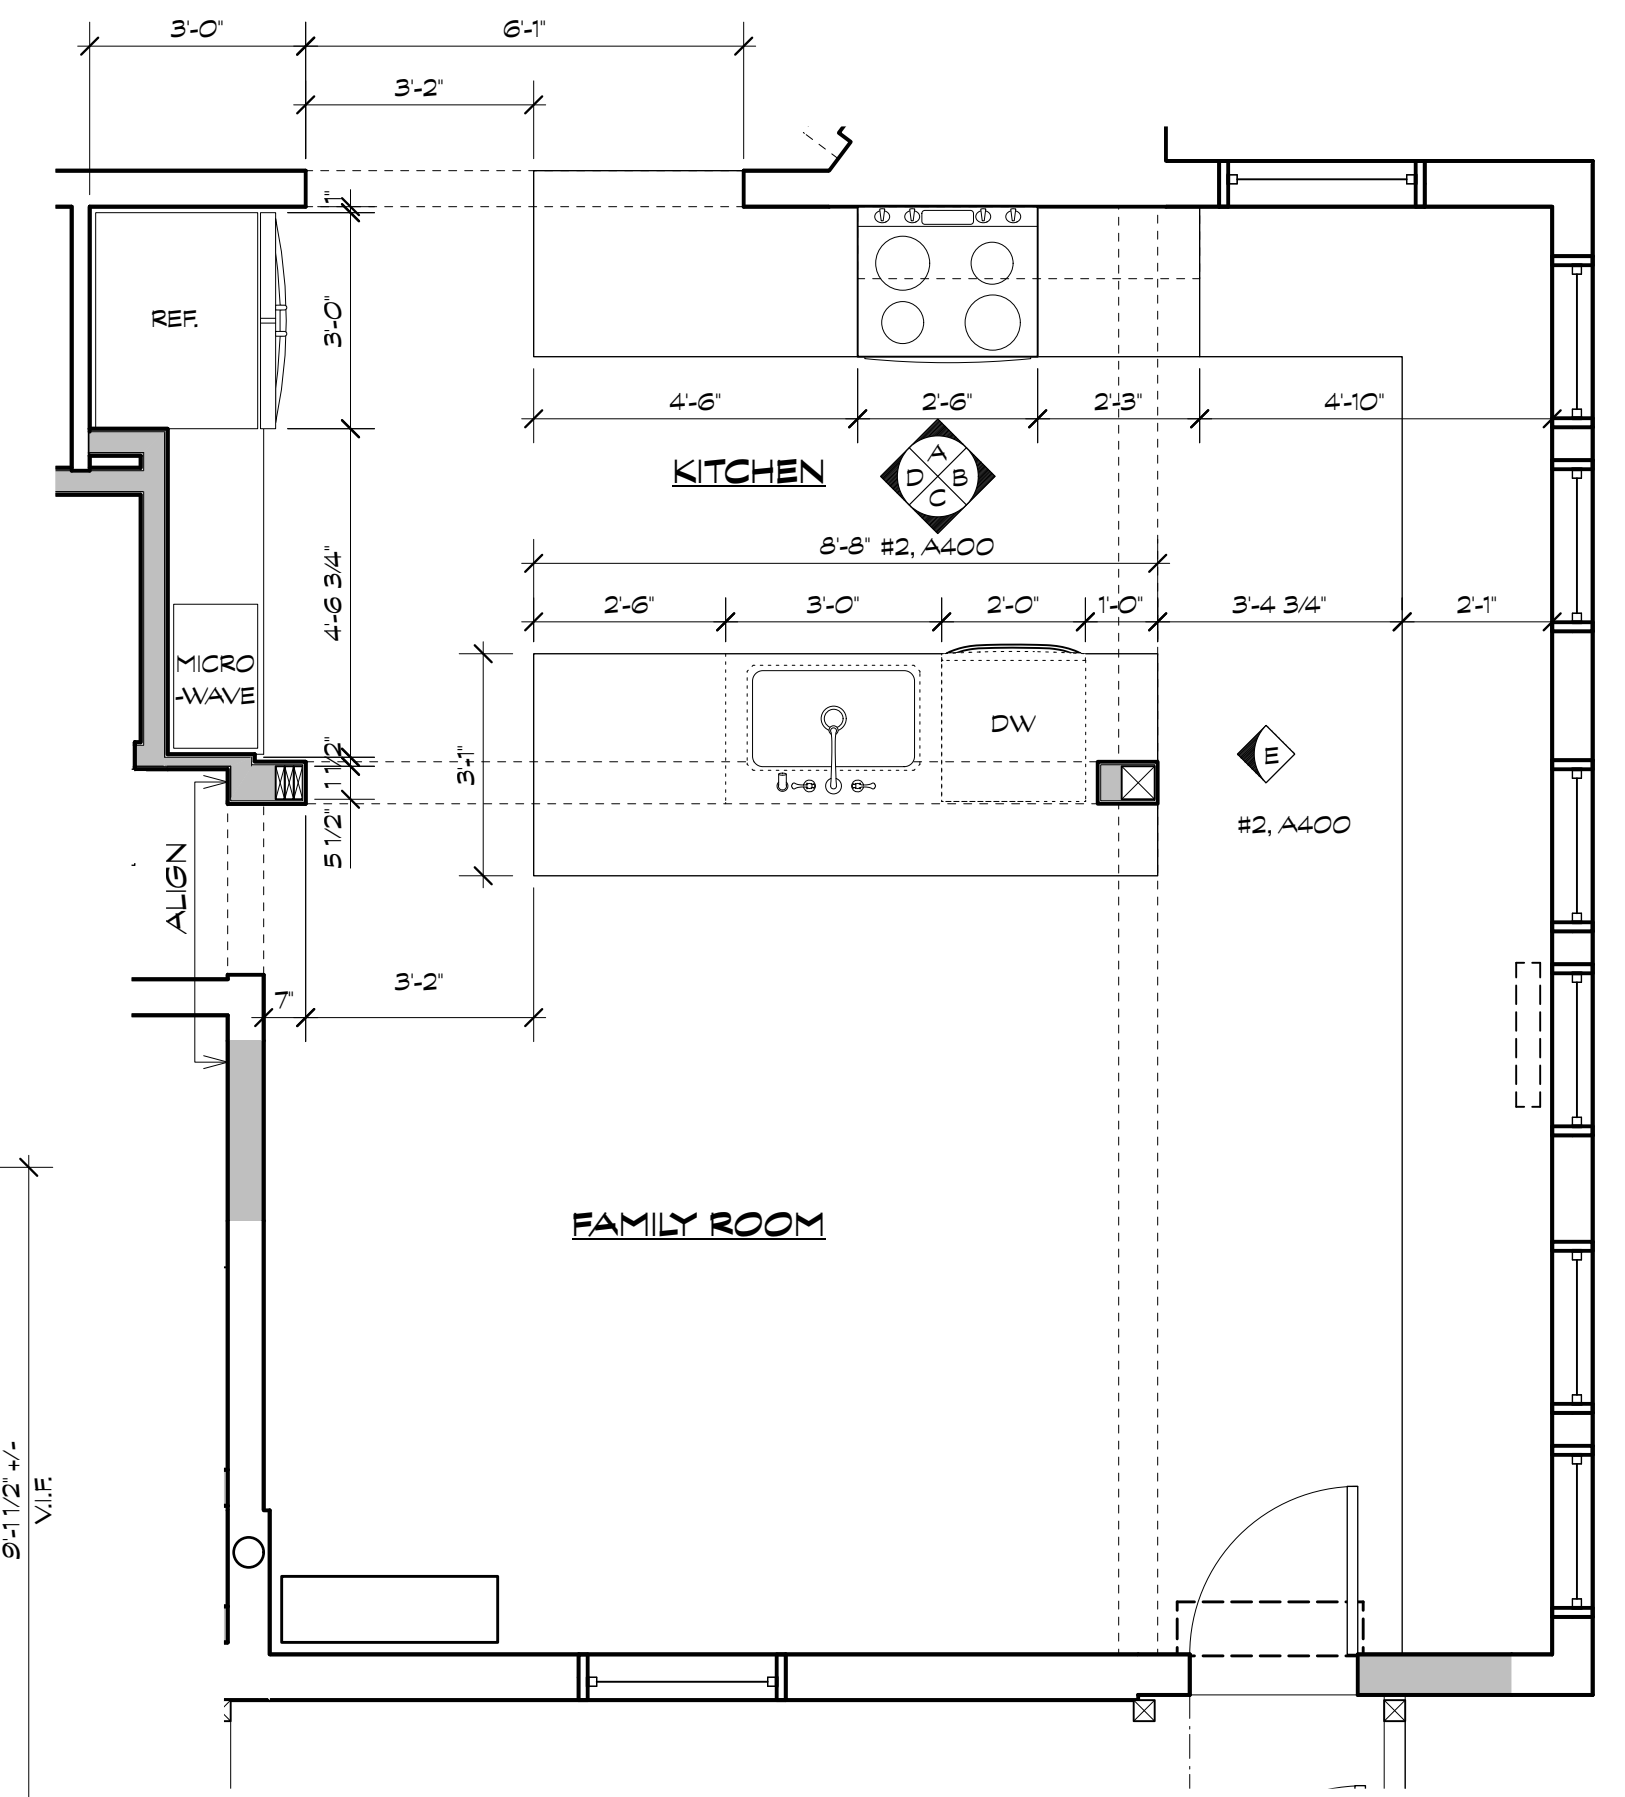 3'-0"
6'-1"
3'-2"
1"
REF.
3'-0"
4'-6"
2'-6"
2'-3"
4'-10"
KITCHEN
A
D B
C
8'-8" #2, A400
4'-6 3/4"
2'-6"
3'-0"
2'-0"
1'-0"
3'-4 3/4"
2'-1"
MICRO
-WAVE
DW
1 1/2"
3'-1"
E
#2, A400
5 1/2"
ALIGN
3'-2"
7"
FAMILY ROOM
9'-1 1/2" +/-
V.I.F.